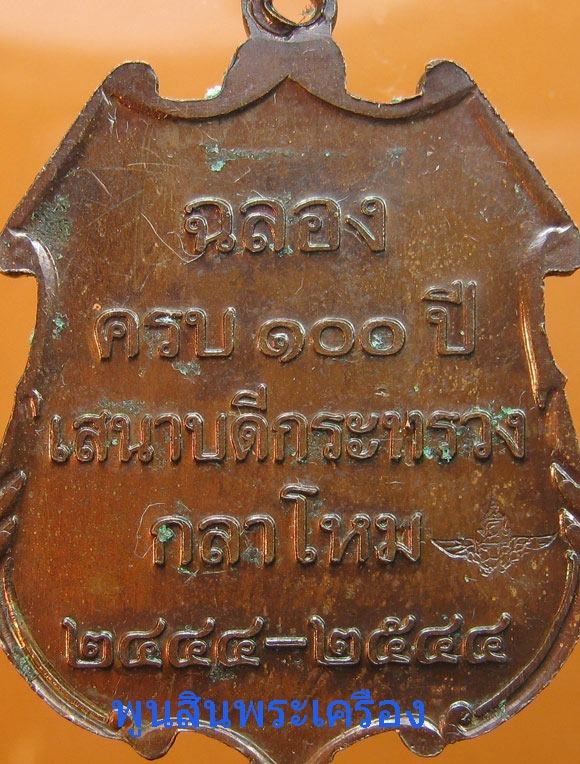 ฉลอง
ครบ ๑๐๐ ปี
เสนาบดีกระทรวง
กลาโหม
๒๔๔๔-๒๕๔๔
พูนสินพระเครื่อง